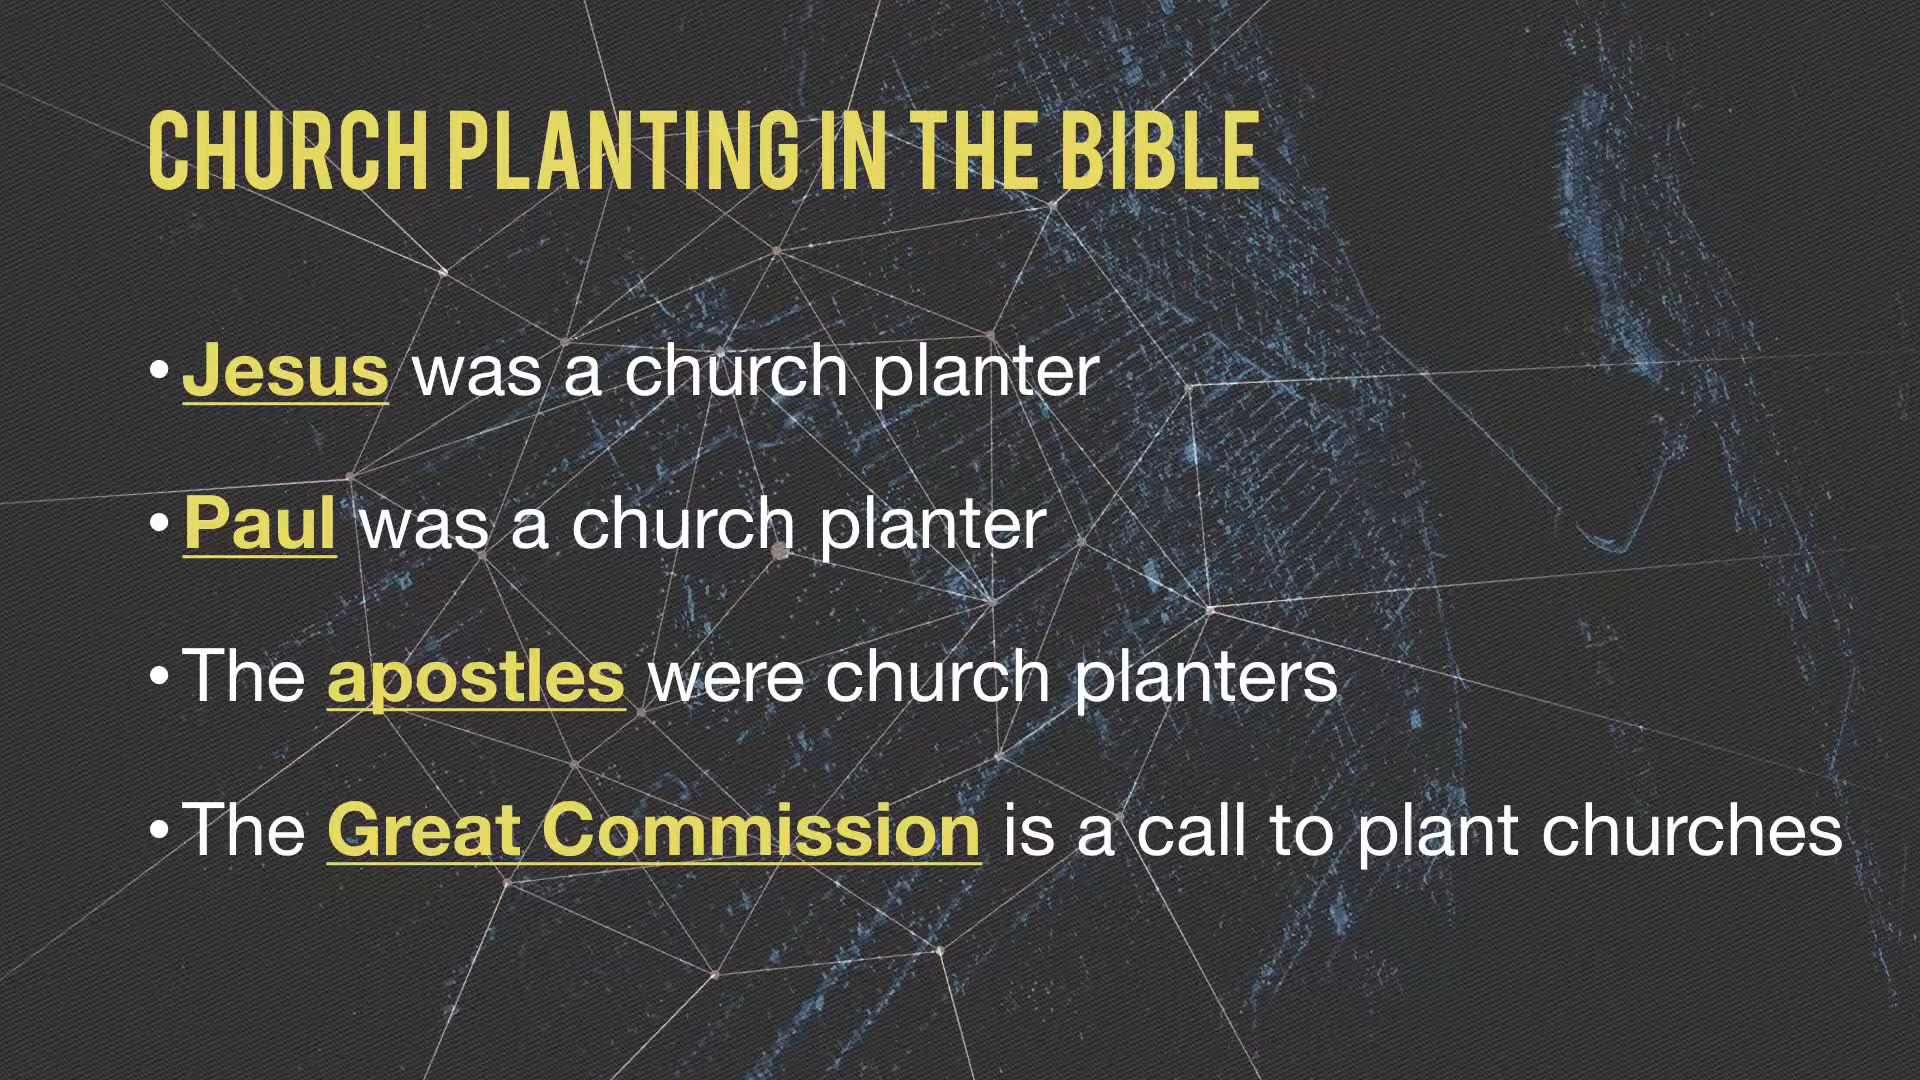 CHURCH PLANTING IN THE BIBLE
• Jesus was a church planter
• Paul was a church planter
• The apostles were church planters
• The Great Commission is a call to plant churches